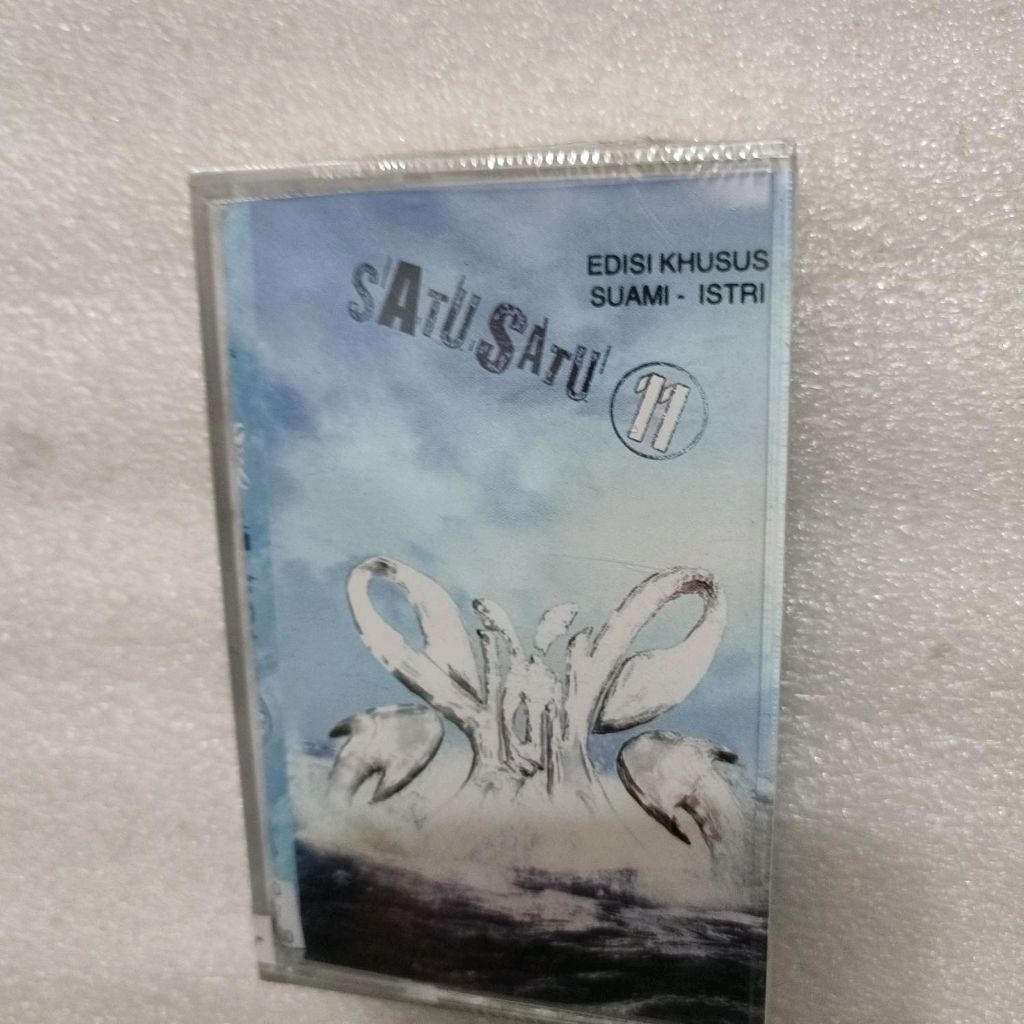 EDISI KHUSUS
SUAMI - ISTRI
SATU SATU
11